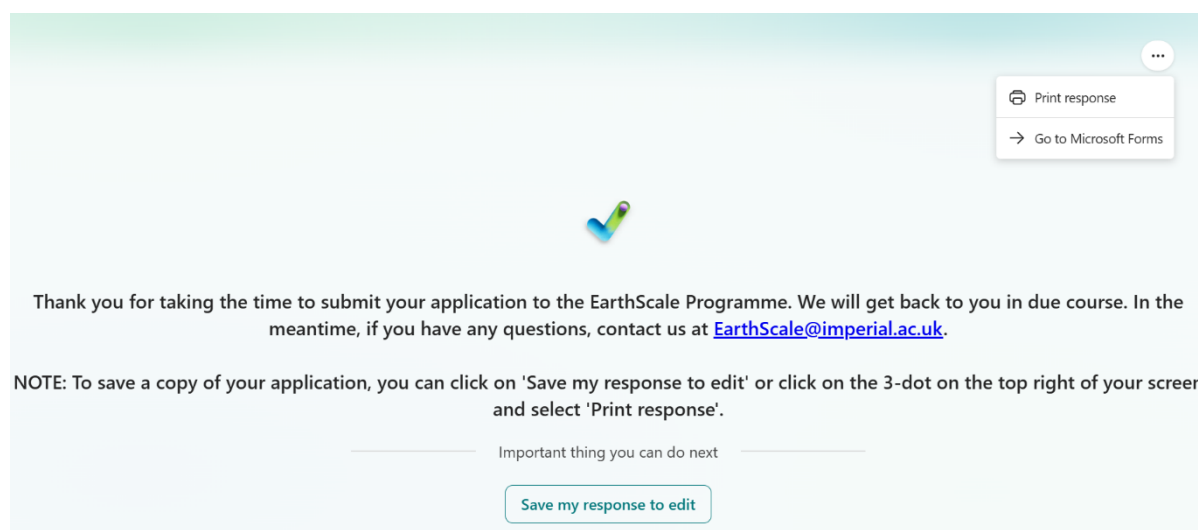 ...
Print response
Go to Microsoft Forms
Thank you for taking the time to submit your application to the EarthScale Programme. We will get back to you in due course. In the
meantime, if you have any questions, contact us at EarthScale@imperial.ac.uk.
NOTE: To save a copy of your application, you can click on 'Save my response to edit' or click on the 3-dot on the top right of your screen
and select 'Print response'.
Important thing you can do next
Save my response to edit